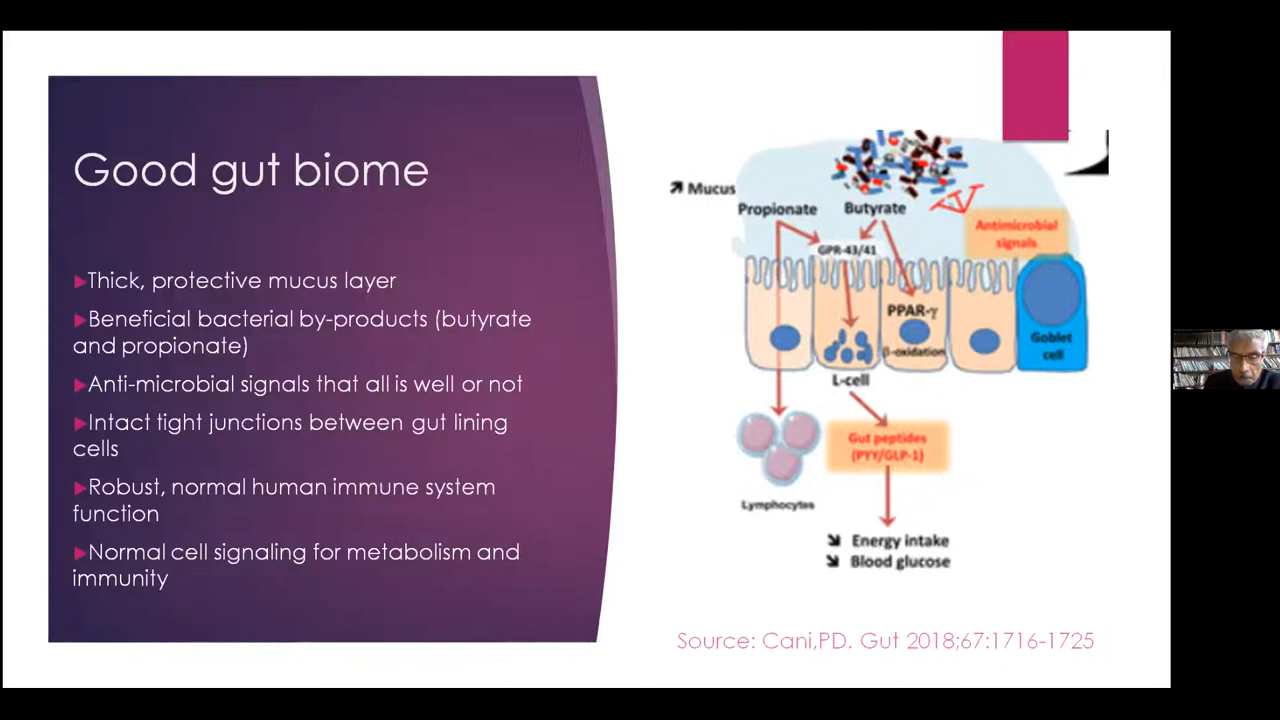 Good gut biome
▶Thick, protective mucus layer
▶Beneficial bacterial by-products (butyrate
and propionate)
▶Anti-microbial signals that all is well or not
▶Intact tight junctions between gut lining
cells
▶Robust, normal human immune system
function
▶Normal cell signaling for metabolism and
immunity
↗ Mucus
Propionate
Butyrate
Antimicrobial
signals
GPR-43/41
PPAR-γ
β-oxidation
Goblet
cell
L-cell
Gut peptides
(PYY/GLP-1)
Lymphocytes
↘ Energy intake
↘ Blood glucose
Source: Cani,PD. Gut 2018;67:1716-1725